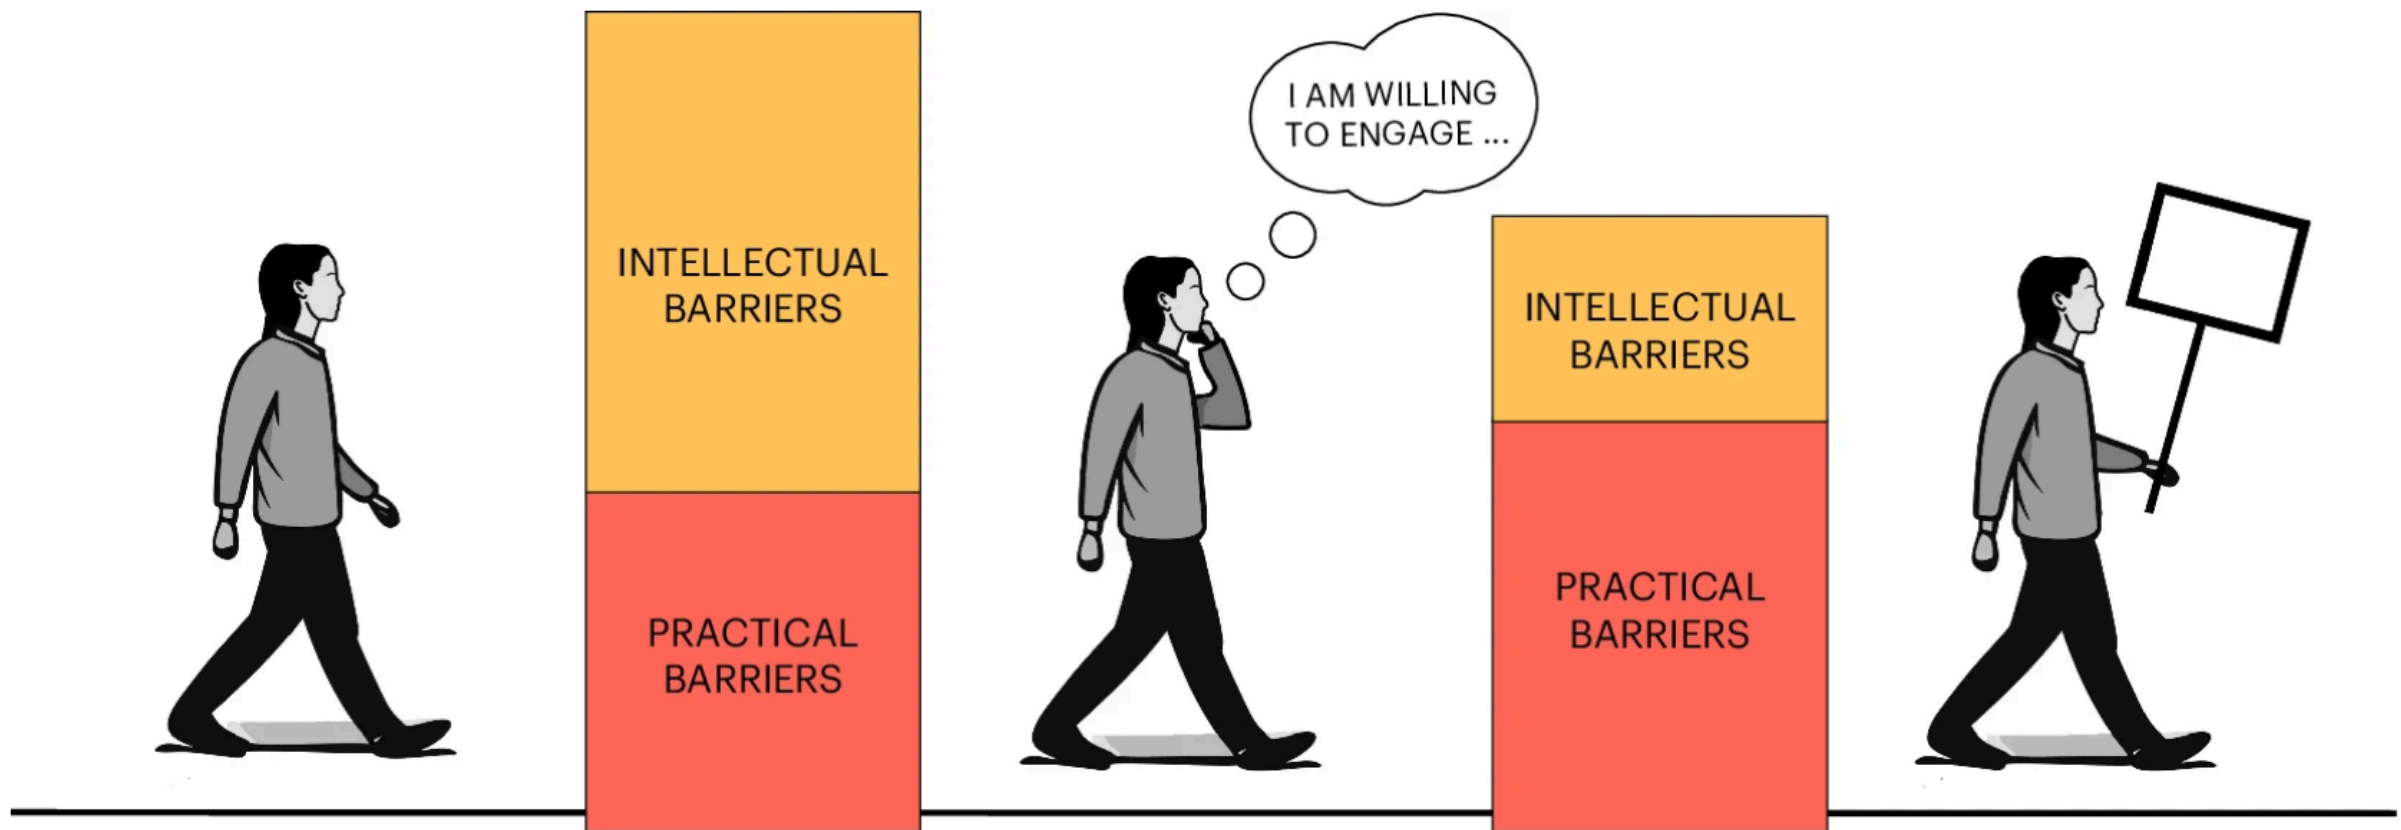 INTELLECTUAL
BARRIERS
PRACTICAL
BARRIERS
I AM WILLING
TO ENGAGE ...
INTELLECTUAL
BARRIERS
PRACTICAL
BARRIERS